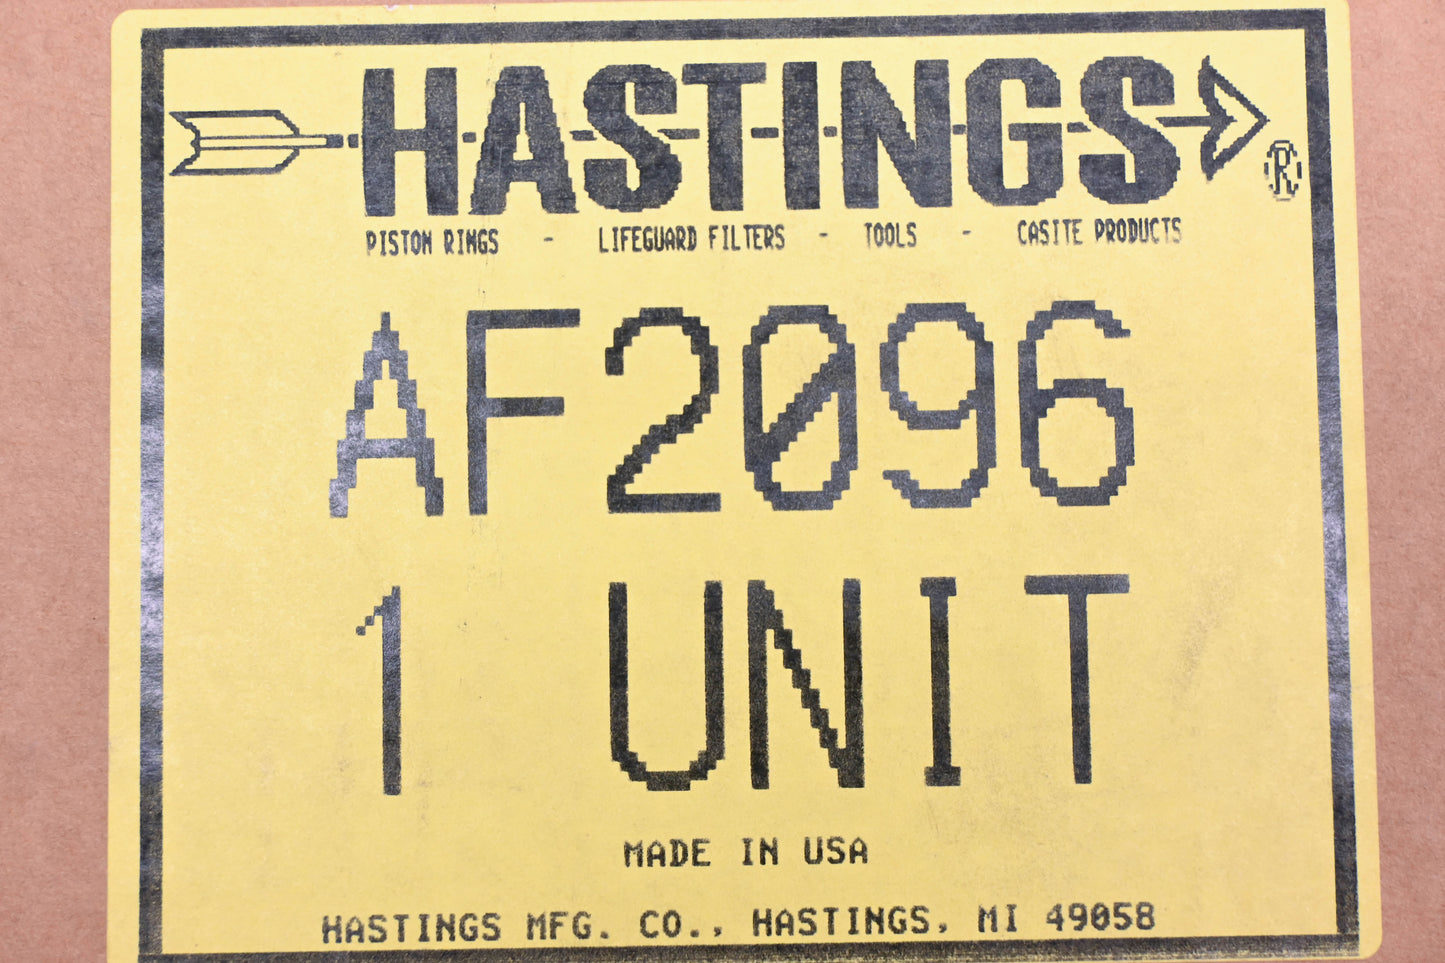 HASTINGS ®
PISTON RINGS - LIFEGUARD FILTERS - TOOLS - CASITE PRODUCTS
AF2096
1 UNIT
MADE IN USA
HASTINGS MFG. CO., HASTINGS, MI 49058